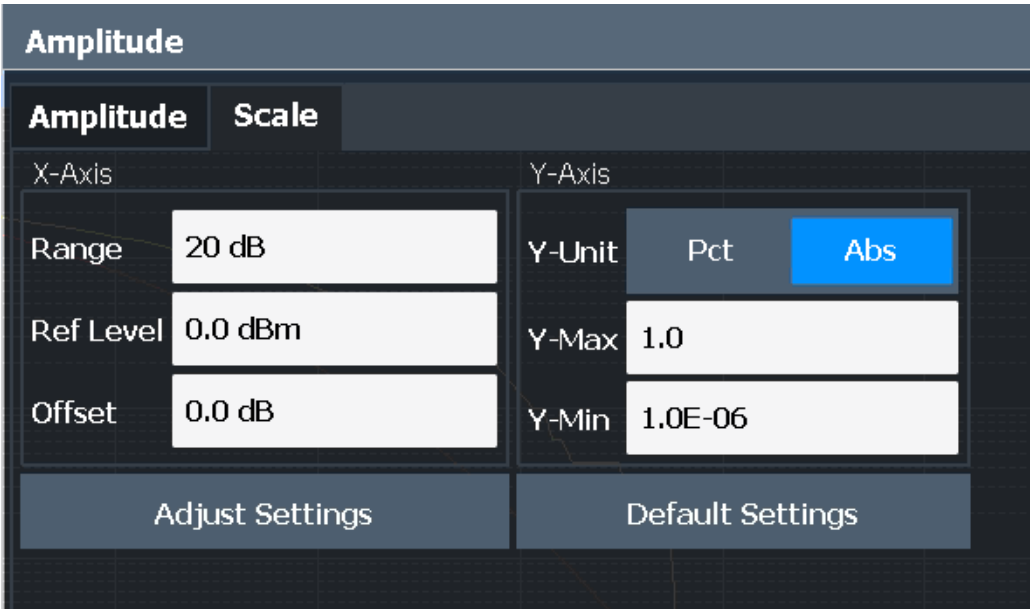 Amplitude
Amplitude Scale
X-Axis Y-Axis
Range 20 dB Y-Unit Pct Abs
Ref Level 0.0 dBm Y-Max 1.0
Offset 0.0 dB Y-Min 1.0E-06
Adjust Settings Default Settings